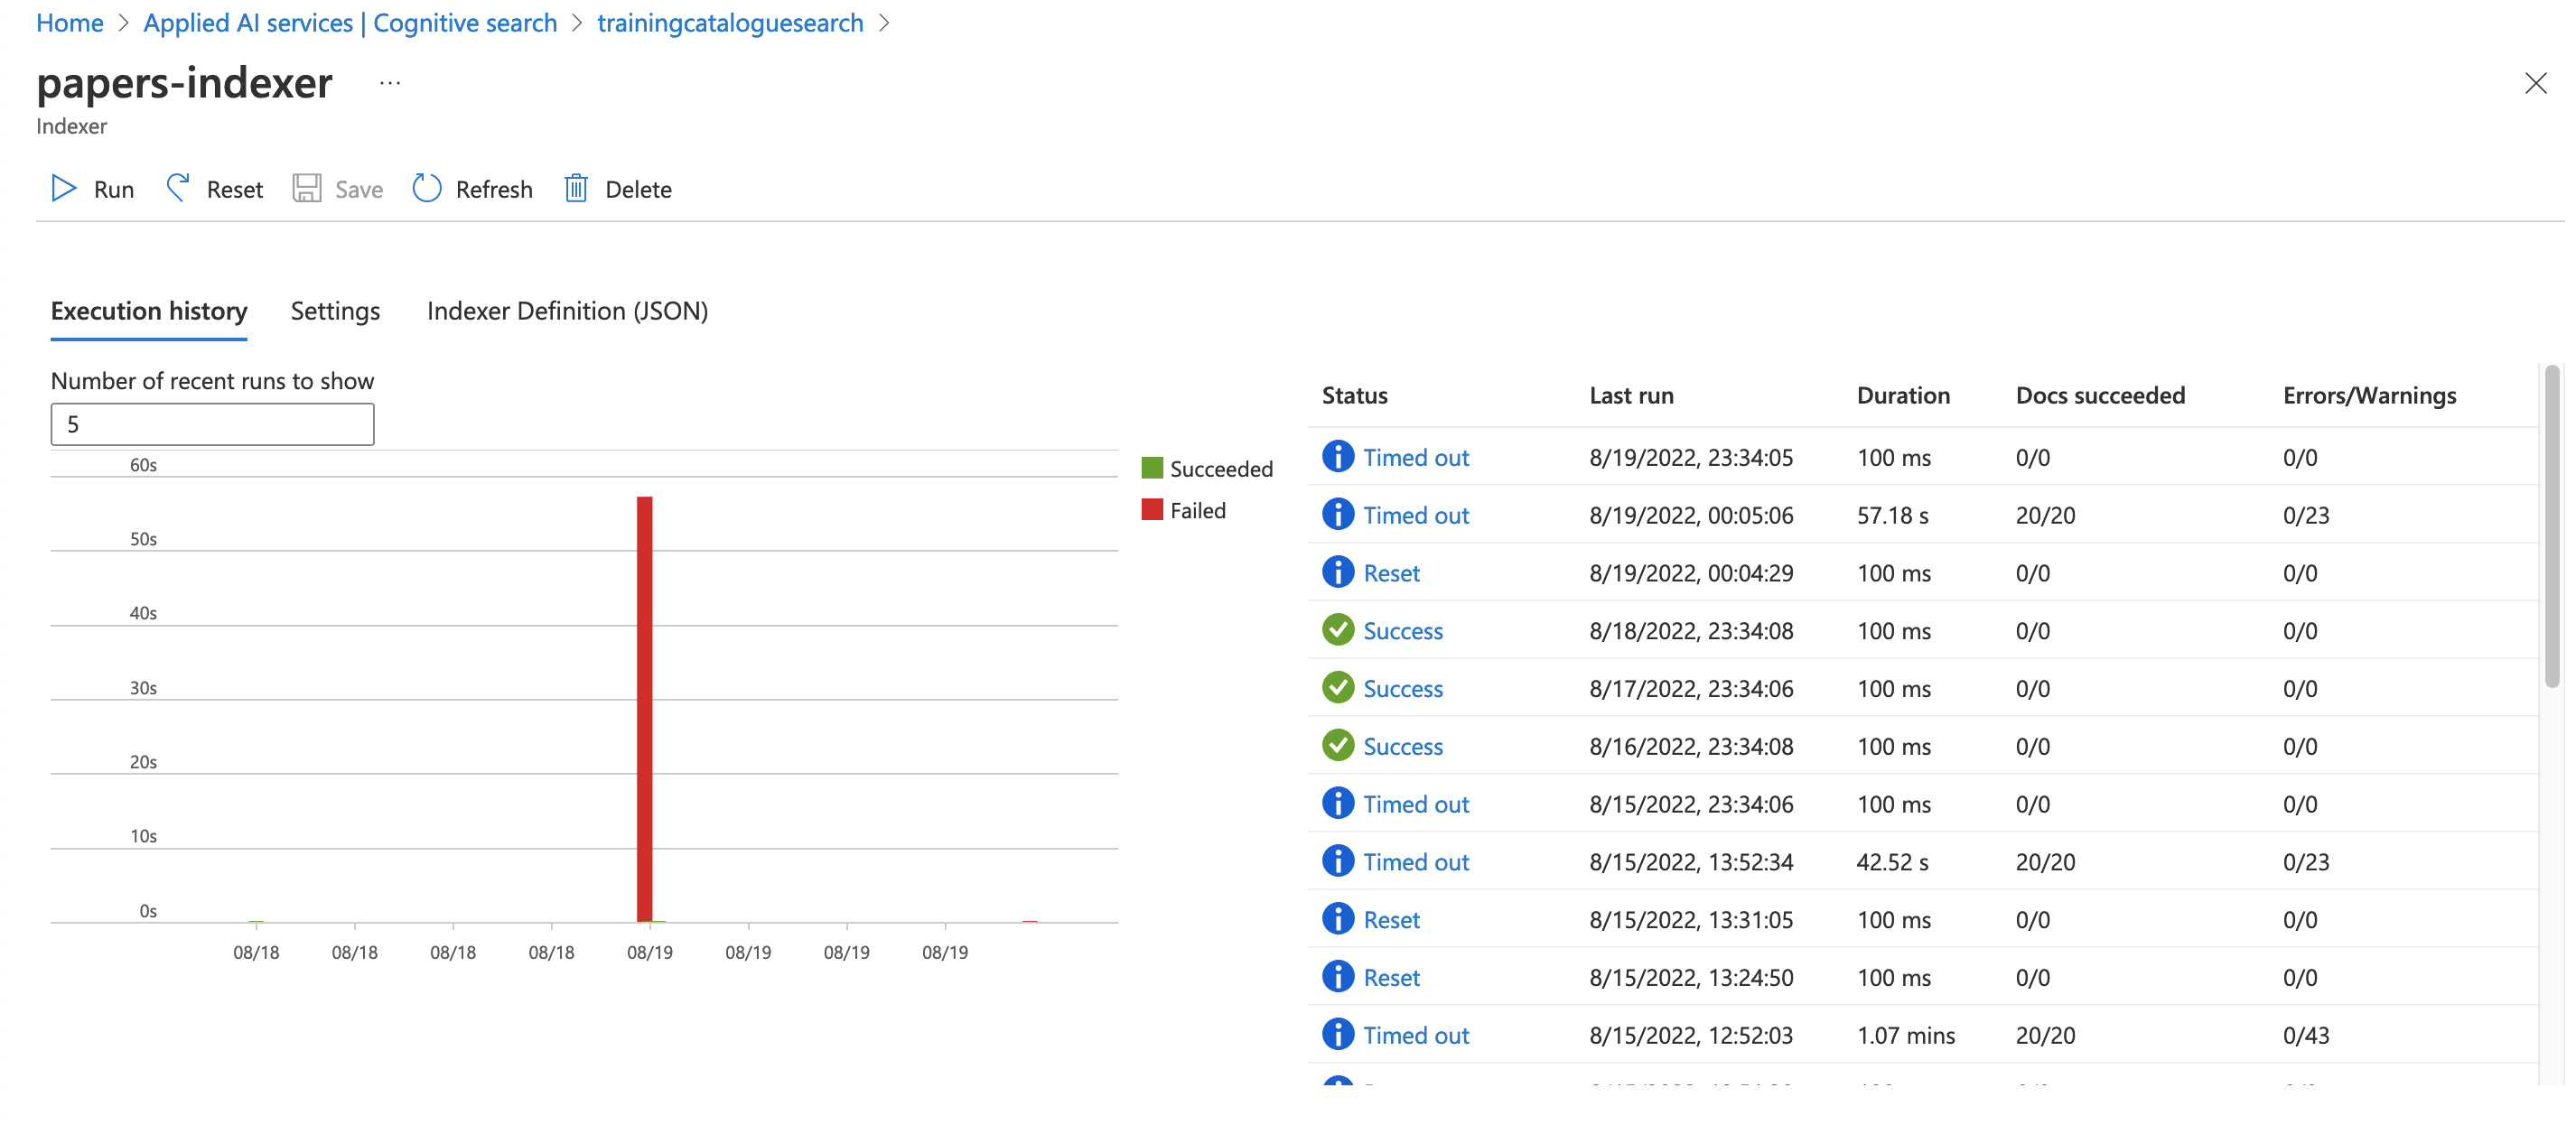 Home > Applied AI services | Cognitive search > trainingcataloguesearch >
papers-indexer ...
Indexer
Run Reset Save Refresh Delete
Execution history Settings Indexer Definition (JSON)
Number of recent runs to show
5
60s
50s
40s
30s
20s
10s
0s
08/18 08/18 08/18 08/18 08/19 08/19 08/19 08/19
Succeeded
Failed
Status Last run Duration Docs succeeded Errors/Warnings
Timed out 8/19/2022, 23:34:05 100 ms 0/0 0/0
Timed out 8/19/2022, 00:05:06 57.18 s 20/20 0/23
Reset 8/19/2022, 00:04:29 100 ms 0/0 0/0
Success 8/18/2022, 23:34:08 100 ms 0/0 0/0
Success 8/17/2022, 23:34:06 100 ms 0/0 0/0
Success 8/16/2022, 23:34:08 100 ms 0/0 0/0
Timed out 8/15/2022, 23:34:06 100 ms 0/0 0/0
Timed out 8/15/2022, 13:52:34 42.52 s 20/20 0/23
Reset 8/15/2022, 13:31:05 100 ms 0/0 0/0
Reset 8/15/2022, 13:24:50 100 ms 0/0 0/0
Timed out 8/15/2022, 12:52:03 1.07 mins 20/20 0/43